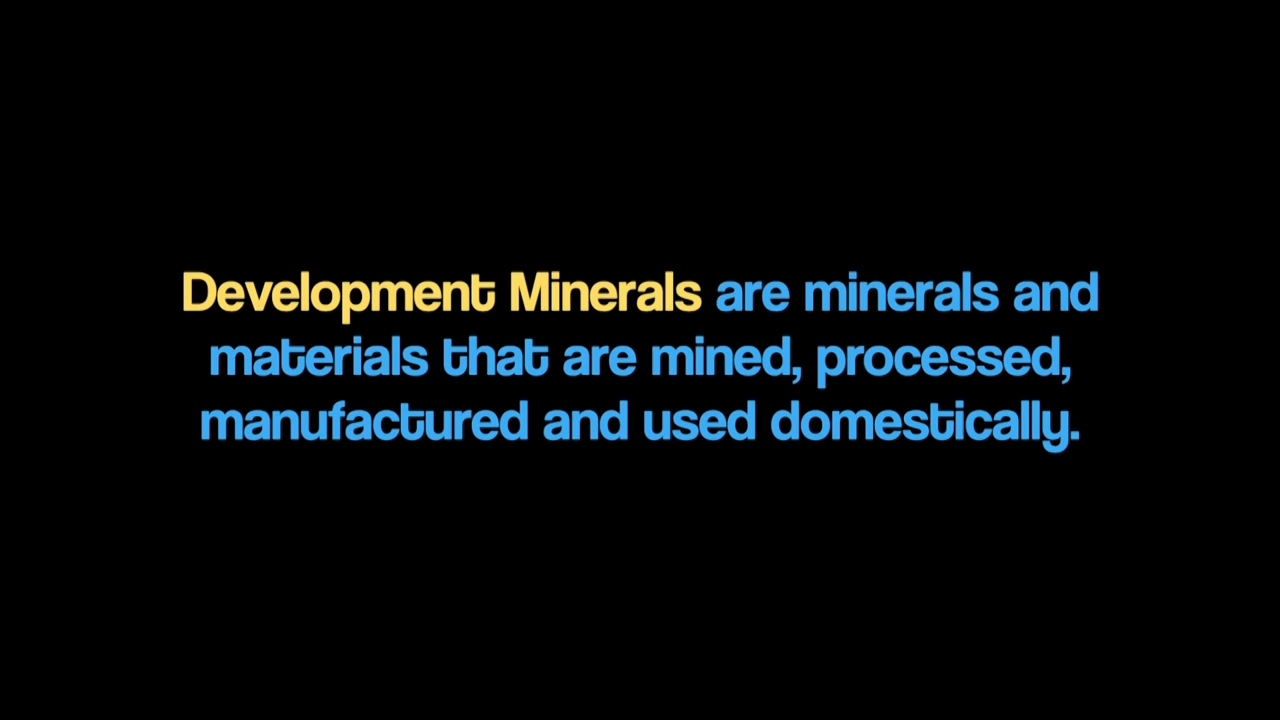 Development Minerals are minerals and
materials that are mined, processed,
manufactured and used domestically.